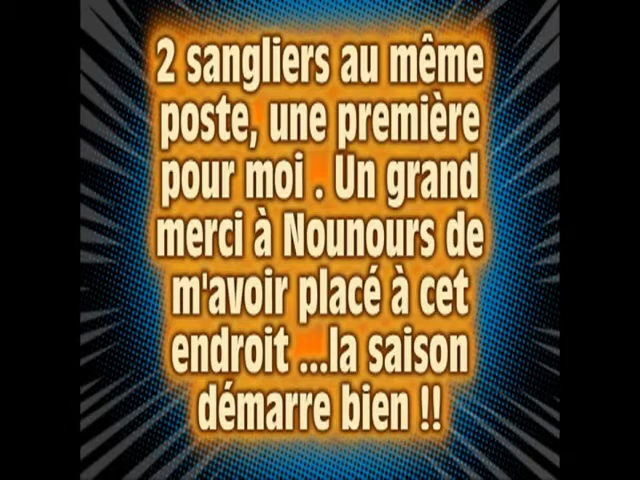 2 sangliers au même
poste, une première
pour moi . Un grand
merci à Nounours de
m'avoir placé à cet
endroit ...la saison
démarre bien !!